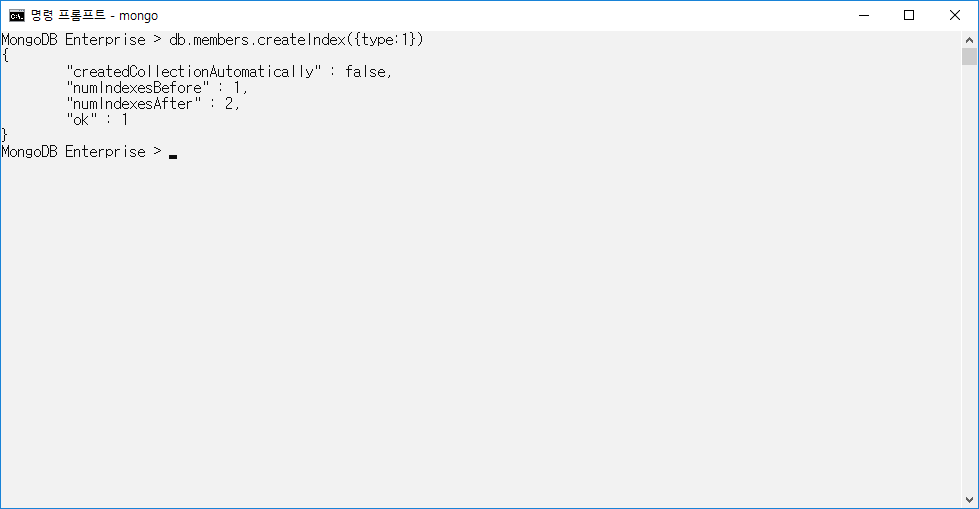 명령 프롬프트 - mongo
MongoDB Enterprise > db.members.createIndex({type:1})
{
        "createdCollectionAutomatically" : false,
        "numIndexesBefore" : 1,
        "numIndexesAfter" : 2,
        "ok" : 1
}
MongoDB Enterprise >